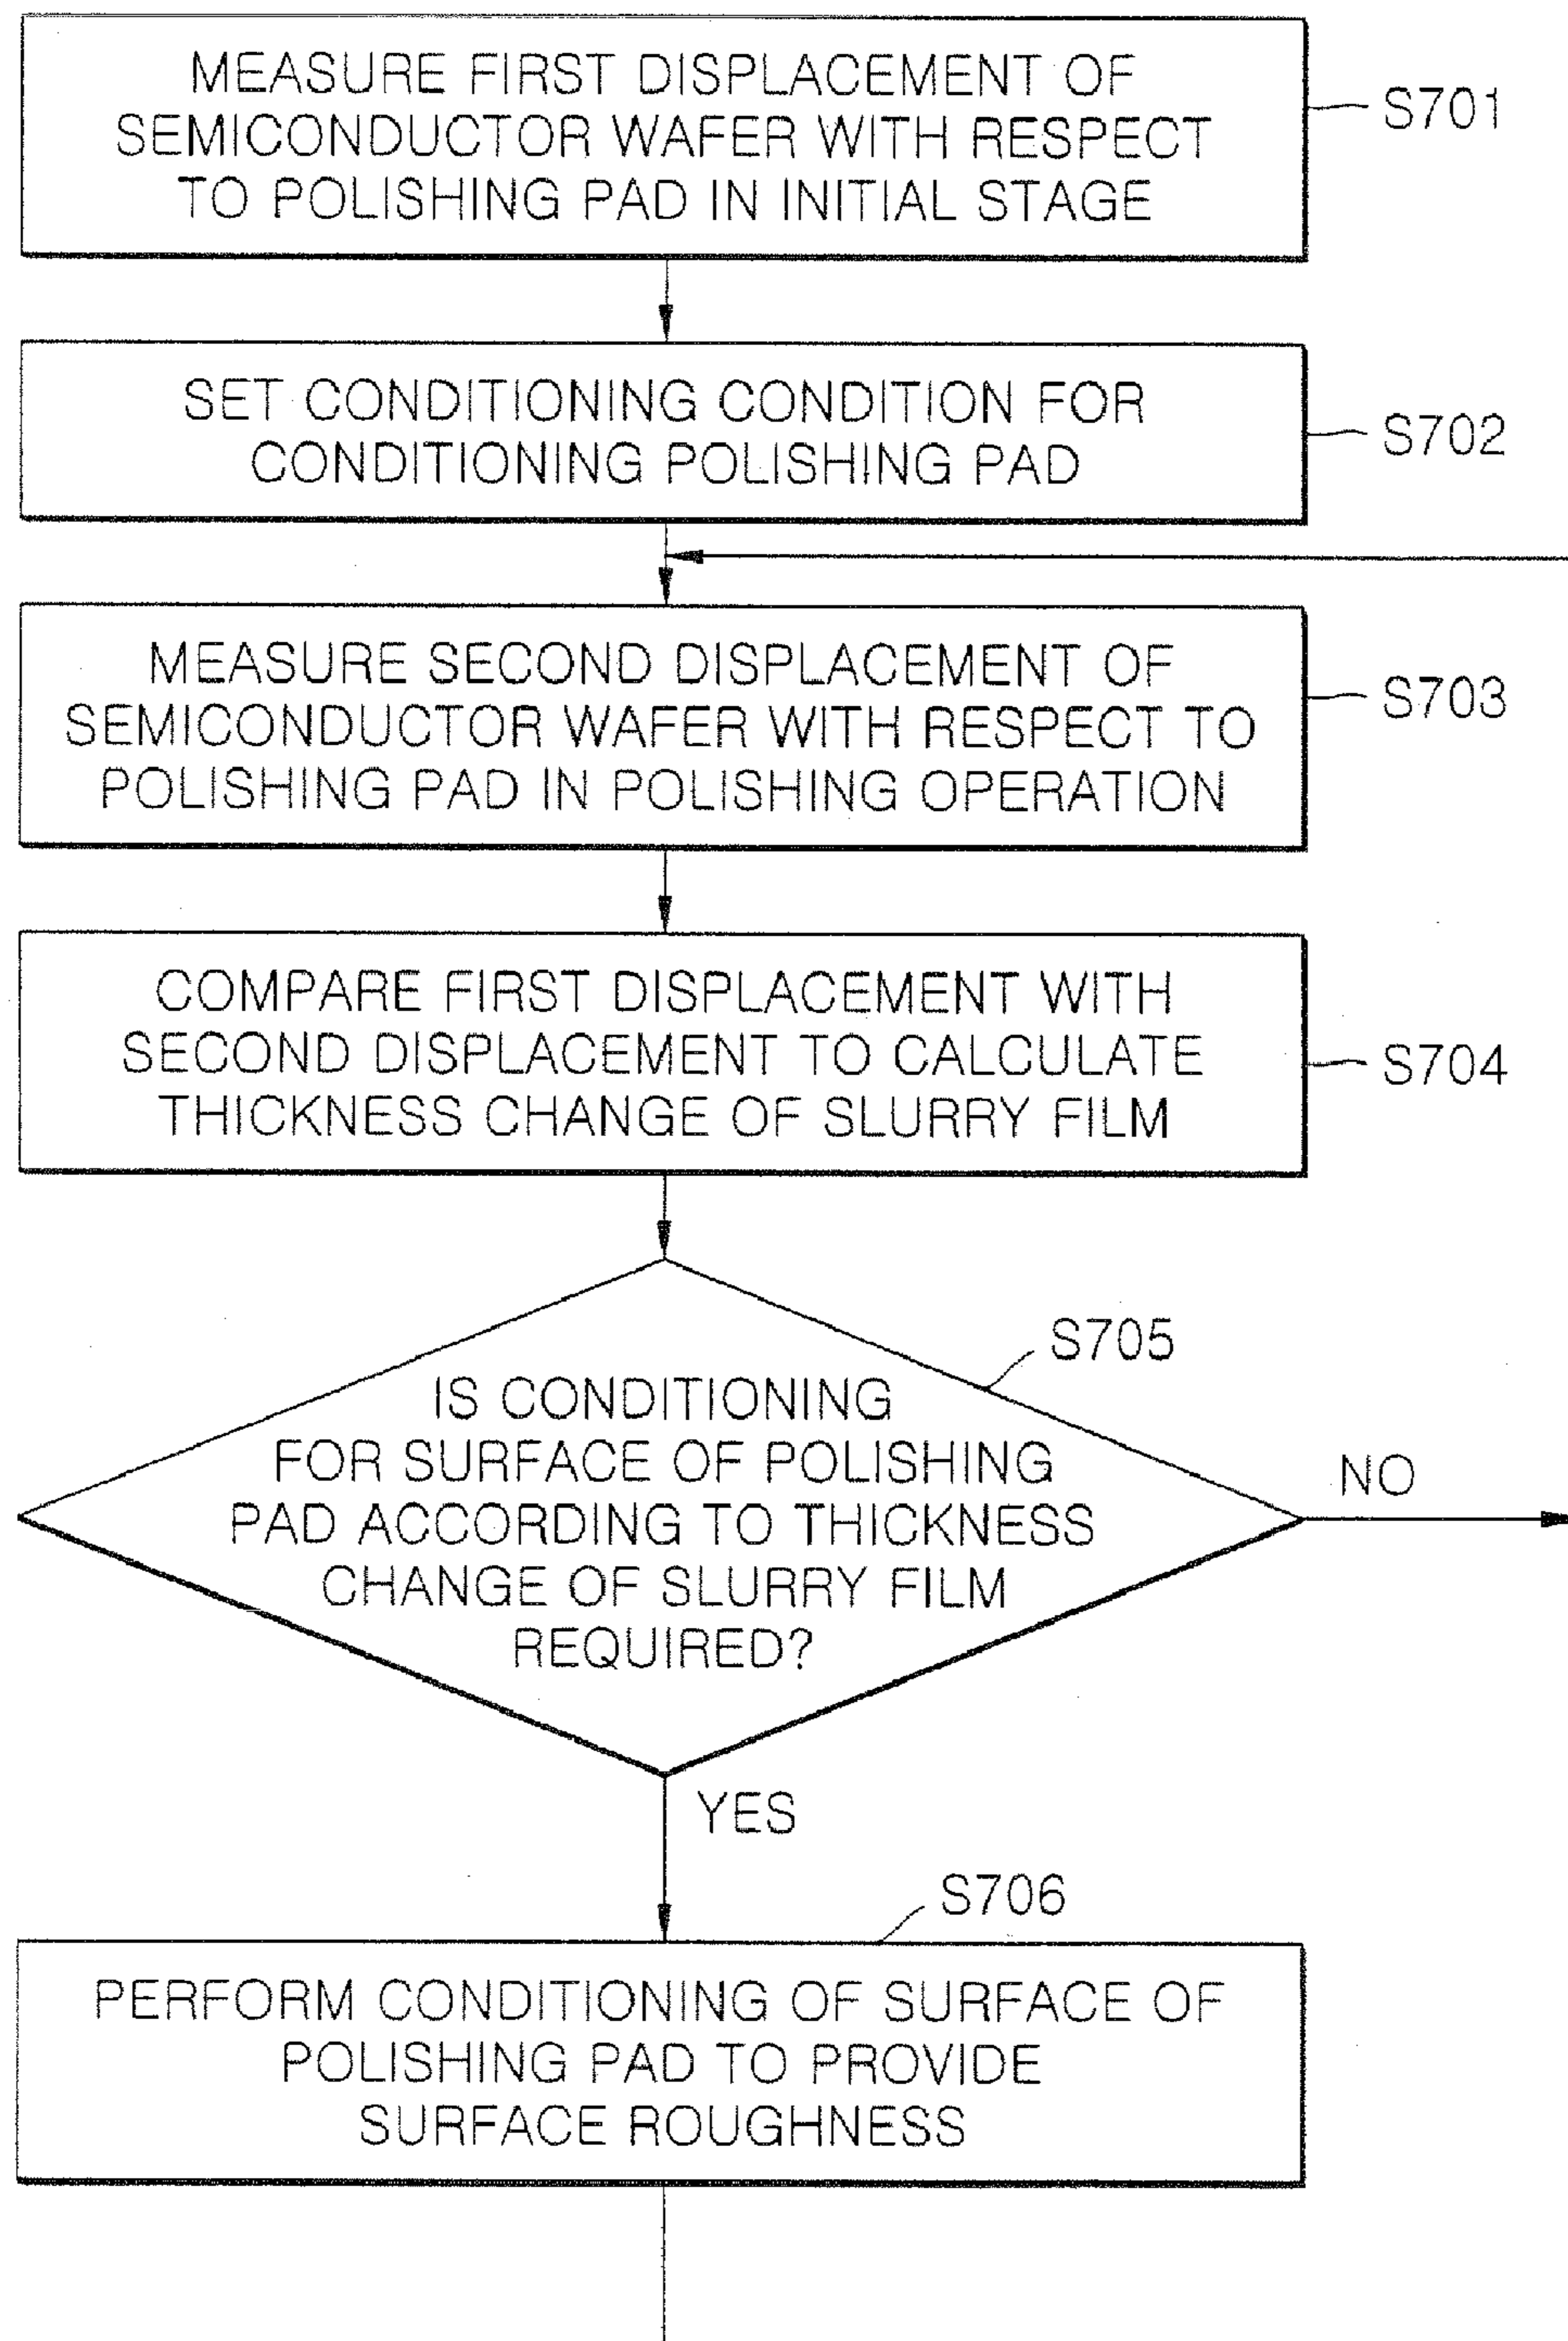 MEASURE FIRST DISPLACEMENT OF
SEMICONDUCTOR WAFER WITH RESPECT
TO POLISHING PAD IN INITIAL STAGE
S701
SET CONDITIONING CONDITION FOR
CONDITIONING POLISHING PAD
S702
MEASURE SECOND DISPLACEMENT OF
SEMICONDUCTOR WAFER WITH RESPECT TO
POLISHING PAD IN POLISHING OPERATION
S703
COMPARE FIRST DISPLACEMENT WITH
SECOND DISPLACEMENT TO CALCULATE
THICKNESS CHANGE OF SLURRY FILM
S704
S705
IS CONDITIONING
FOR SURFACE OF POLISHING
PAD ACCORDING TO THICKNESS
CHANGE OF SLURRY FILM
REQUIRED?
NO
YES
S706
PERFORM CONDITIONING OF SURFACE OF
POLISHING PAD TO PROVIDE
SURFACE ROUGHNESS